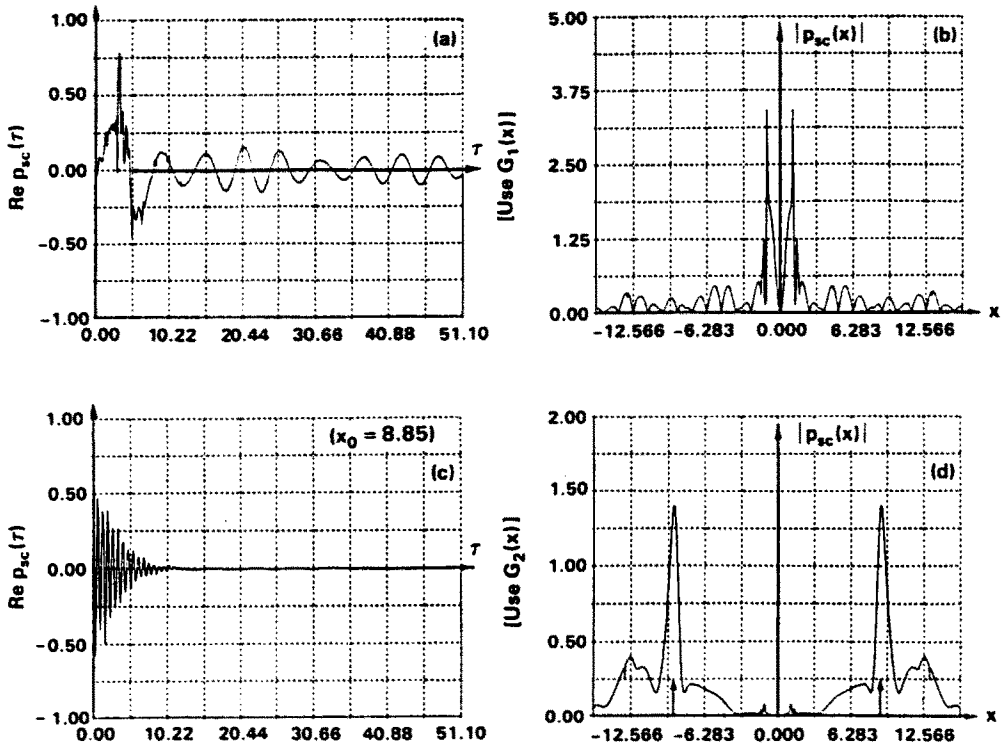 (a)
Re p_sc(τ)
1.00
0.50
0.00
-0.50
-1.00
τ
0.00 10.22 20.44 30.66 40.88 51.10
(b)
|p_sc(x)|
[Use G_1(x)]
5.00
3.75
2.50
1.25
0.00
x
-12.566 -6.283 0.000 6.283 12.566
(c)
(x_0 = 8.85)
Re p_sc(τ)
1.00
0.50
0.00
-0.50
-1.00
τ
0.00 10.22 20.44 30.66 40.88 51.10
(d)
|p_sc(x)|
[Use G_2(x)]
2.00
1.50
1.00
0.50
0.00
x
-12.566 -6.283 0.000 6.283 12.566